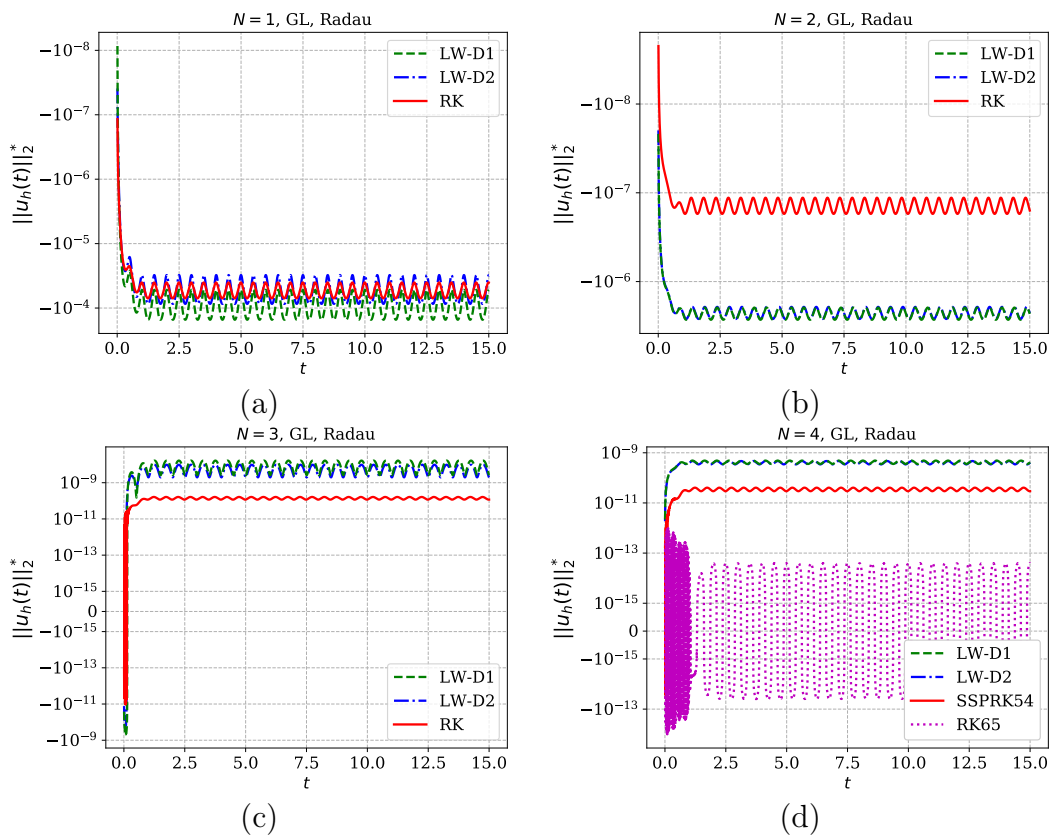 N = 1, GL, Radau
||u_h(t)||_2^*
−10^−8
−10^−7
−10^−6
−10^−5
−10^−4
LW-D1
LW-D2
RK
0.0 2.5 5.0 7.5 10.0 12.5 15.0
t
(a)
N = 2, GL, Radau
||u_h(t)||_2^*
−10^−8
−10^−7
−10^−6
LW-D1
LW-D2
RK
0.0 2.5 5.0 7.5 10.0 12.5 15.0
t
(b)
N = 3, GL, Radau
||u_h(t)||_2^*
10^−9
10^−11
10^−13
10^−15
0
−10^−15
−10^−13
−10^−11
−10^−9
LW-D1
LW-D2
RK
0.0 2.5 5.0 7.5 10.0 12.5 15.0
t
(c)
N = 4, GL, Radau
||u_h(t)||_2^*
10^−9
10^−11
10^−13
10^−15
0
−10^−15
−10^−13
LW-D1
LW-D2
SSPRK54
RK65
0.0 2.5 5.0 7.5 10.0 12.5 15.0
t
(d)